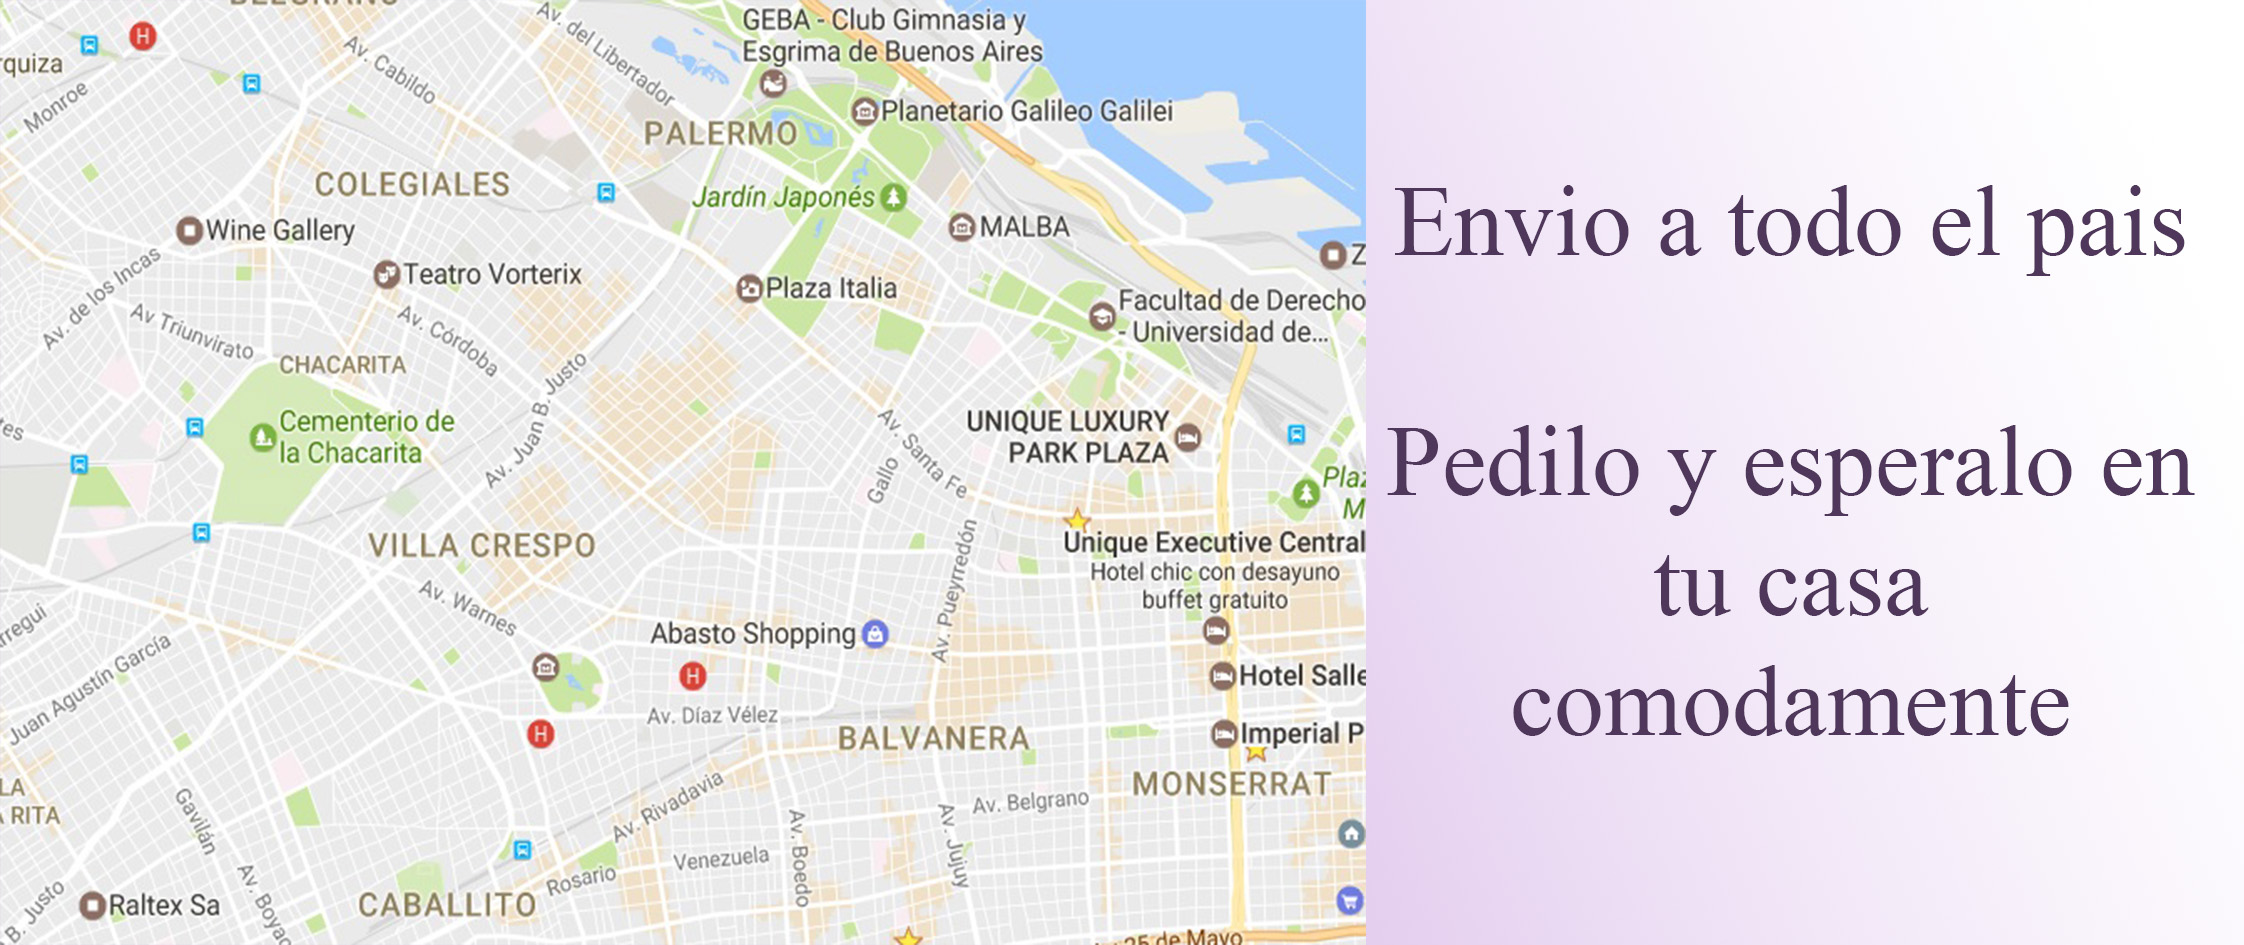 BELGRANO
GEBA - Club Gimnasia y
Esgrima de Buenos Aires
Av. del Libertador
Av. Cabildo
rquiza
Monroe
Planetario Galileo Galilei
PALERMO
COLEGIALES
Jardín Japonés
MALBA
Wine Gallery
Z
Teatro Vorterix
Plaza Italia
Av. de los Incas
Av Triunvirato
Av. Córdoba
Facultad de Derecho
- Universidad de...
CHACARITA
Av. Juan B. Justo
Cementerio de
la Chacarita
Av. Santa Fe
Gallo
UNIQUE LUXURY
PARK PLAZA
Plaz
M
tes
VILLA CRESPO
Av. Pueyrredón
Unique Executive Central
Hotel chic con desayuno
buffet gratuito
Av. Warnes
rregui
Abasto Shopping
Juan Agustín García
Hotel Salle
Av. Díaz Vélez
BALVANERA
Imperial P
MONSERRAT
LA
A RITA
Gavilán
Av. Rivadavia
Av. Belgrano
Av. Boedo
Av. Jujuy
Venezuela
Rosario
Av. Boyac
CABALLITO
Raltex Sa
B. Justo
25 de Mayo
H
H
H
Envio a todo el pais
Pedilo y esperalo en
tu casa
comodamente